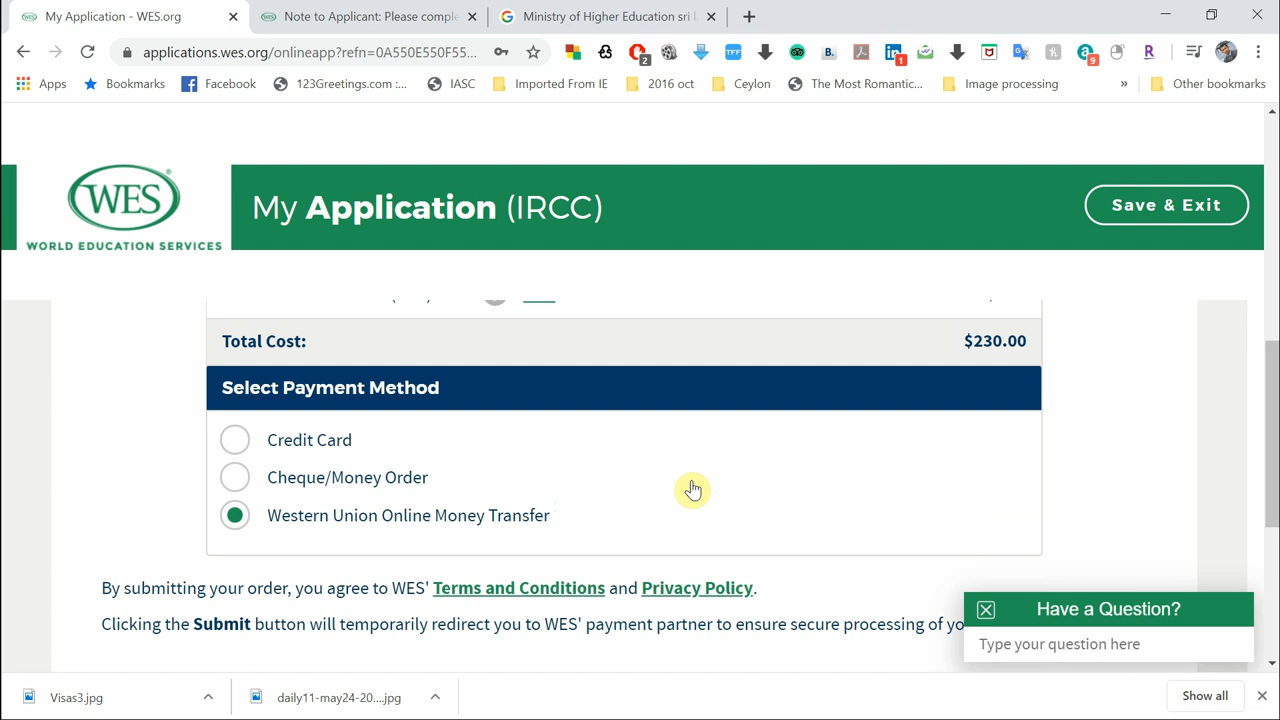 My Application - WES.org
Note to Applicant: Please comple
Ministry of Higher Education sri l
applications.wes.org/onlineapp?refn=0A550E550F55...
2
TFF
B.
1
9
R
Apps
Bookmarks
Facebook
123Greetings.com :...
IASC
Imported From IE
2016 oct
Ceylon
The Most Romantic...
Image processing
»
Other bookmarks
WES
WORLD EDUCATION SERVICES
My Application (IRCC)
Save & Exit
Total Cost:
$230.00
Select Payment Method
Credit Card
Cheque/Money Order
Western Union Online Money Transfer
By submitting your order, you agree to WES' Terms and Conditions and Privacy Policy.
Clicking the Submit button will temporarily redirect you to WES' payment partner to ensure secure processing of yo
Have a Question?
Type your question here
Visas3.jpg
daily11-may24-20....jpg
Show all